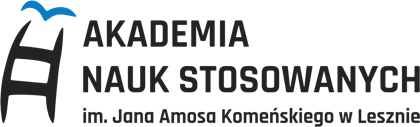 AKADEMIA
NAUK STOSOWANYCH
im. Jana Amosa Komeńskiego w Lesznie